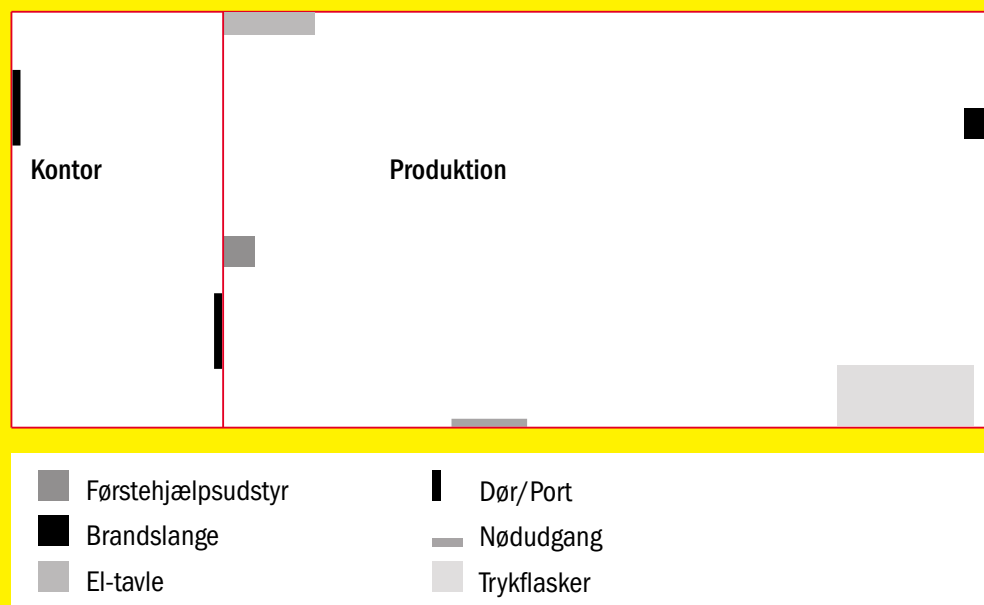 Kontor
Produktion
Førstehjælpsudstyr
Brandslange
El-tavle
Dør/Port
Nødudgang
Trykflasker